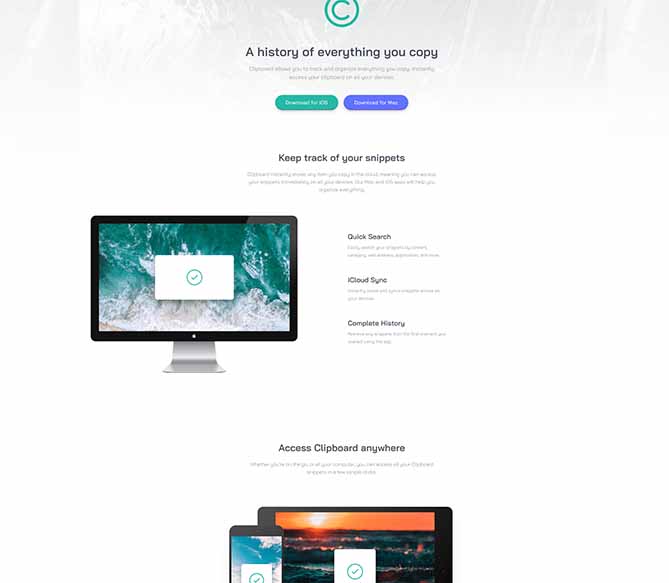 A history of everything you copy
Clipboard allows you to track and organize everything you copy. Instantly
access your clipboard on all your devices.
Download for iOS
Download for Mac
Keep track of your snippets
Clipboard instantly stores any item you copy in the cloud, meaning you can access
your snippets immediately on all your devices. Our Mac and iOS apps will help you
organize everything.
Quick Search
Easily search your snippets by content,
category, web address, application, and more.
iCloud Sync
Instantly saves and syncs snippets across all
your devices.
Complete History
Retrieve any snippets from the first moment you
started using the app.
Access Clipboard anywhere
Whether you're on the go, or at your computer, you can access all your Clipboard
snippets in a few simple clicks.